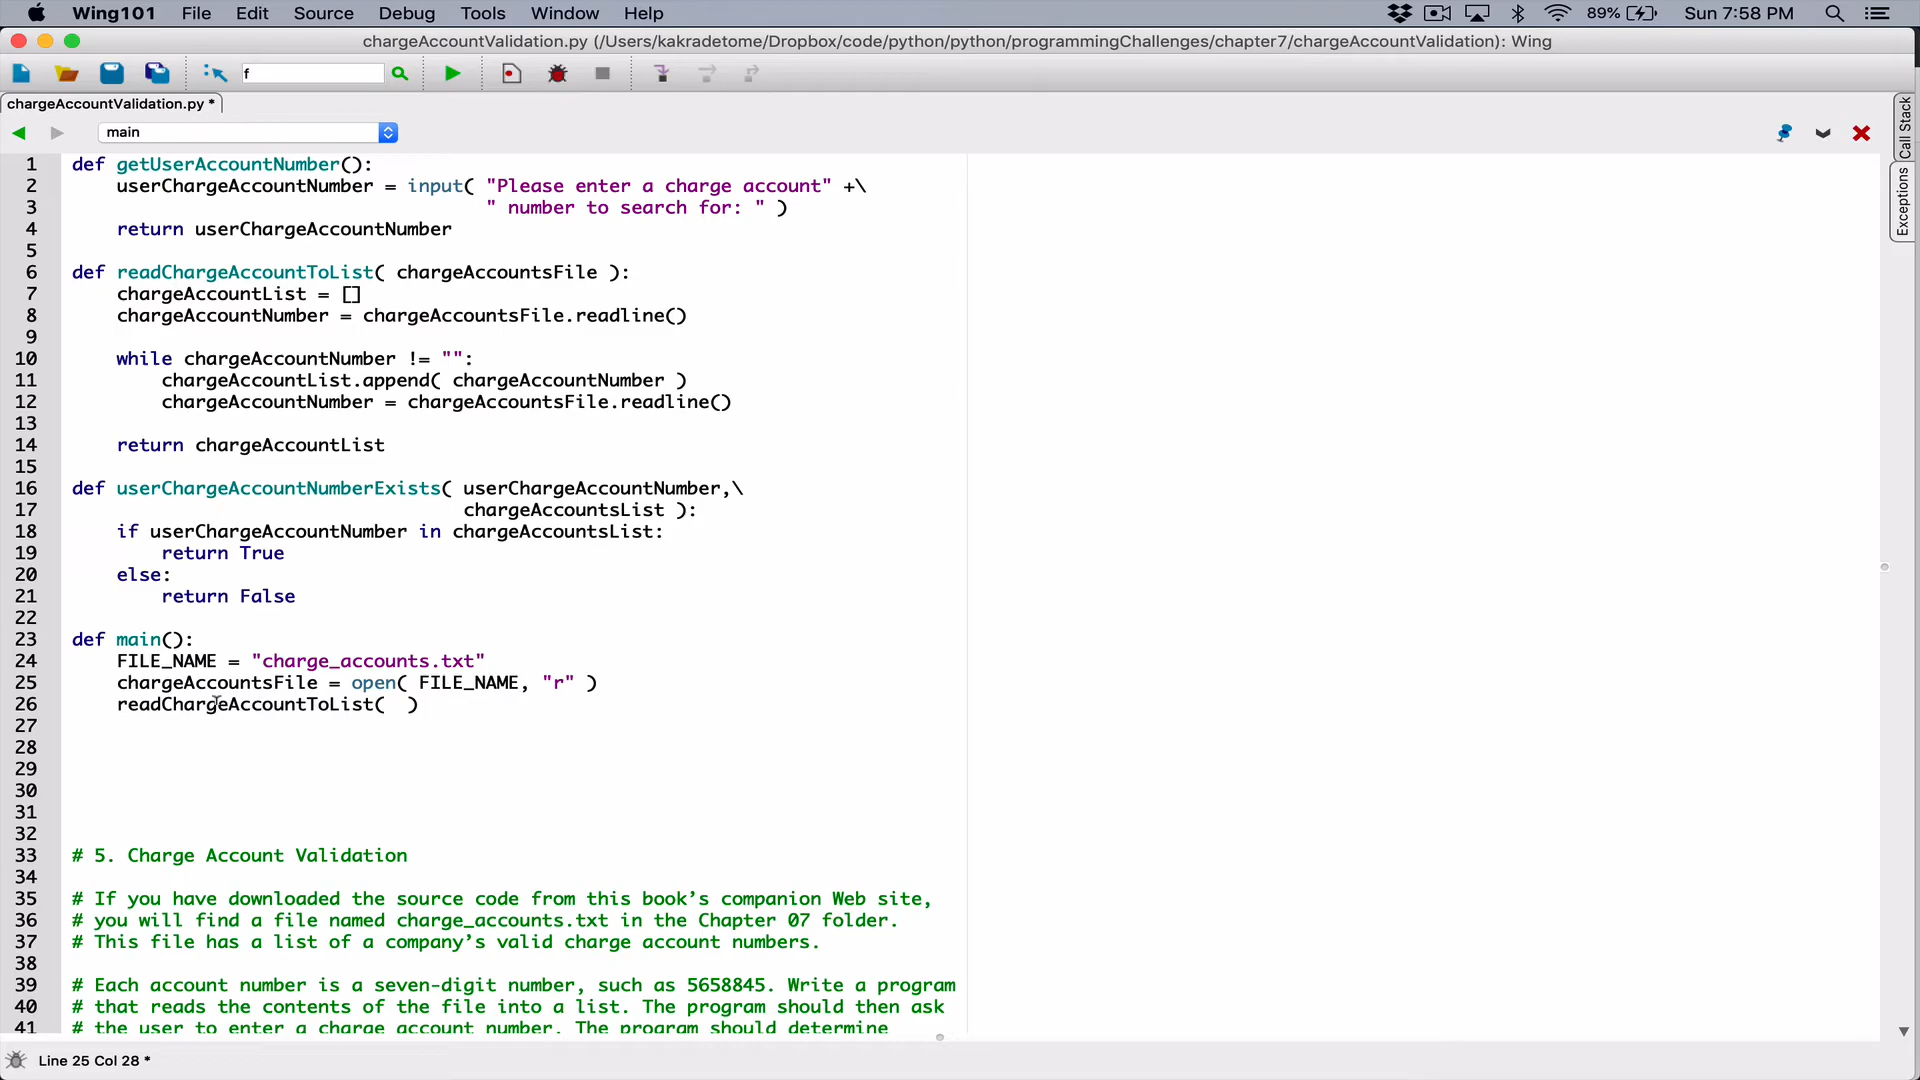 Wing101 File Edit Source Debug Tools Window Help 89% Sun 7:58 PM
chargeAccountValidation.py (/Users/kakradetome/Dropbox/code/python/python/programmingChallenges/chapter7/chargeAccountValidation): Wing
f
chargeAccountValidation.py *
main
1 def getUserAccountNumber():
2 userChargeAccountNumber = input( "Please enter a charge account" +\
3 " number to search for: " )
4 return userChargeAccountNumber
5
6 def readChargeAccountToList( chargeAccountsFile ):
7 chargeAccountList = []
8 chargeAccountNumber = chargeAccountsFile.readline()
9
10 while chargeAccountNumber != "":
11 chargeAccountList.append( chargeAccountNumber )
12 chargeAccountNumber = chargeAccountsFile.readline()
13
14 return chargeAccountList
15
16 def userChargeAccountNumberExists( userChargeAccountNumber,\
17 chargeAccountsList ):
18 if userChargeAccountNumber in chargeAccountsList:
19 return True
20 else:
21 return False
22
23 def main():
24 FILE_NAME = "charge_accounts.txt"
25 chargeAccountsFile = open( FILE_NAME, "r" )
26 readChargeAccountToList(  )
27
28
29
30
31
32
33 # 5. Charge Account Validation
34
35 # If you have downloaded the source code from this book’s companion Web site,
36 # you will find a file named charge_accounts.txt in the Chapter 07 folder.
37 # This file has a list of a company’s valid charge account numbers.
38
39 # Each account number is a seven-digit number, such as 5658845. Write a program
40 # that reads the contents of the file into a list. The program should then ask
41 # the user to enter a charge account number. The program should determine
Call Stack
Exceptions
Line 25 Col 28 *